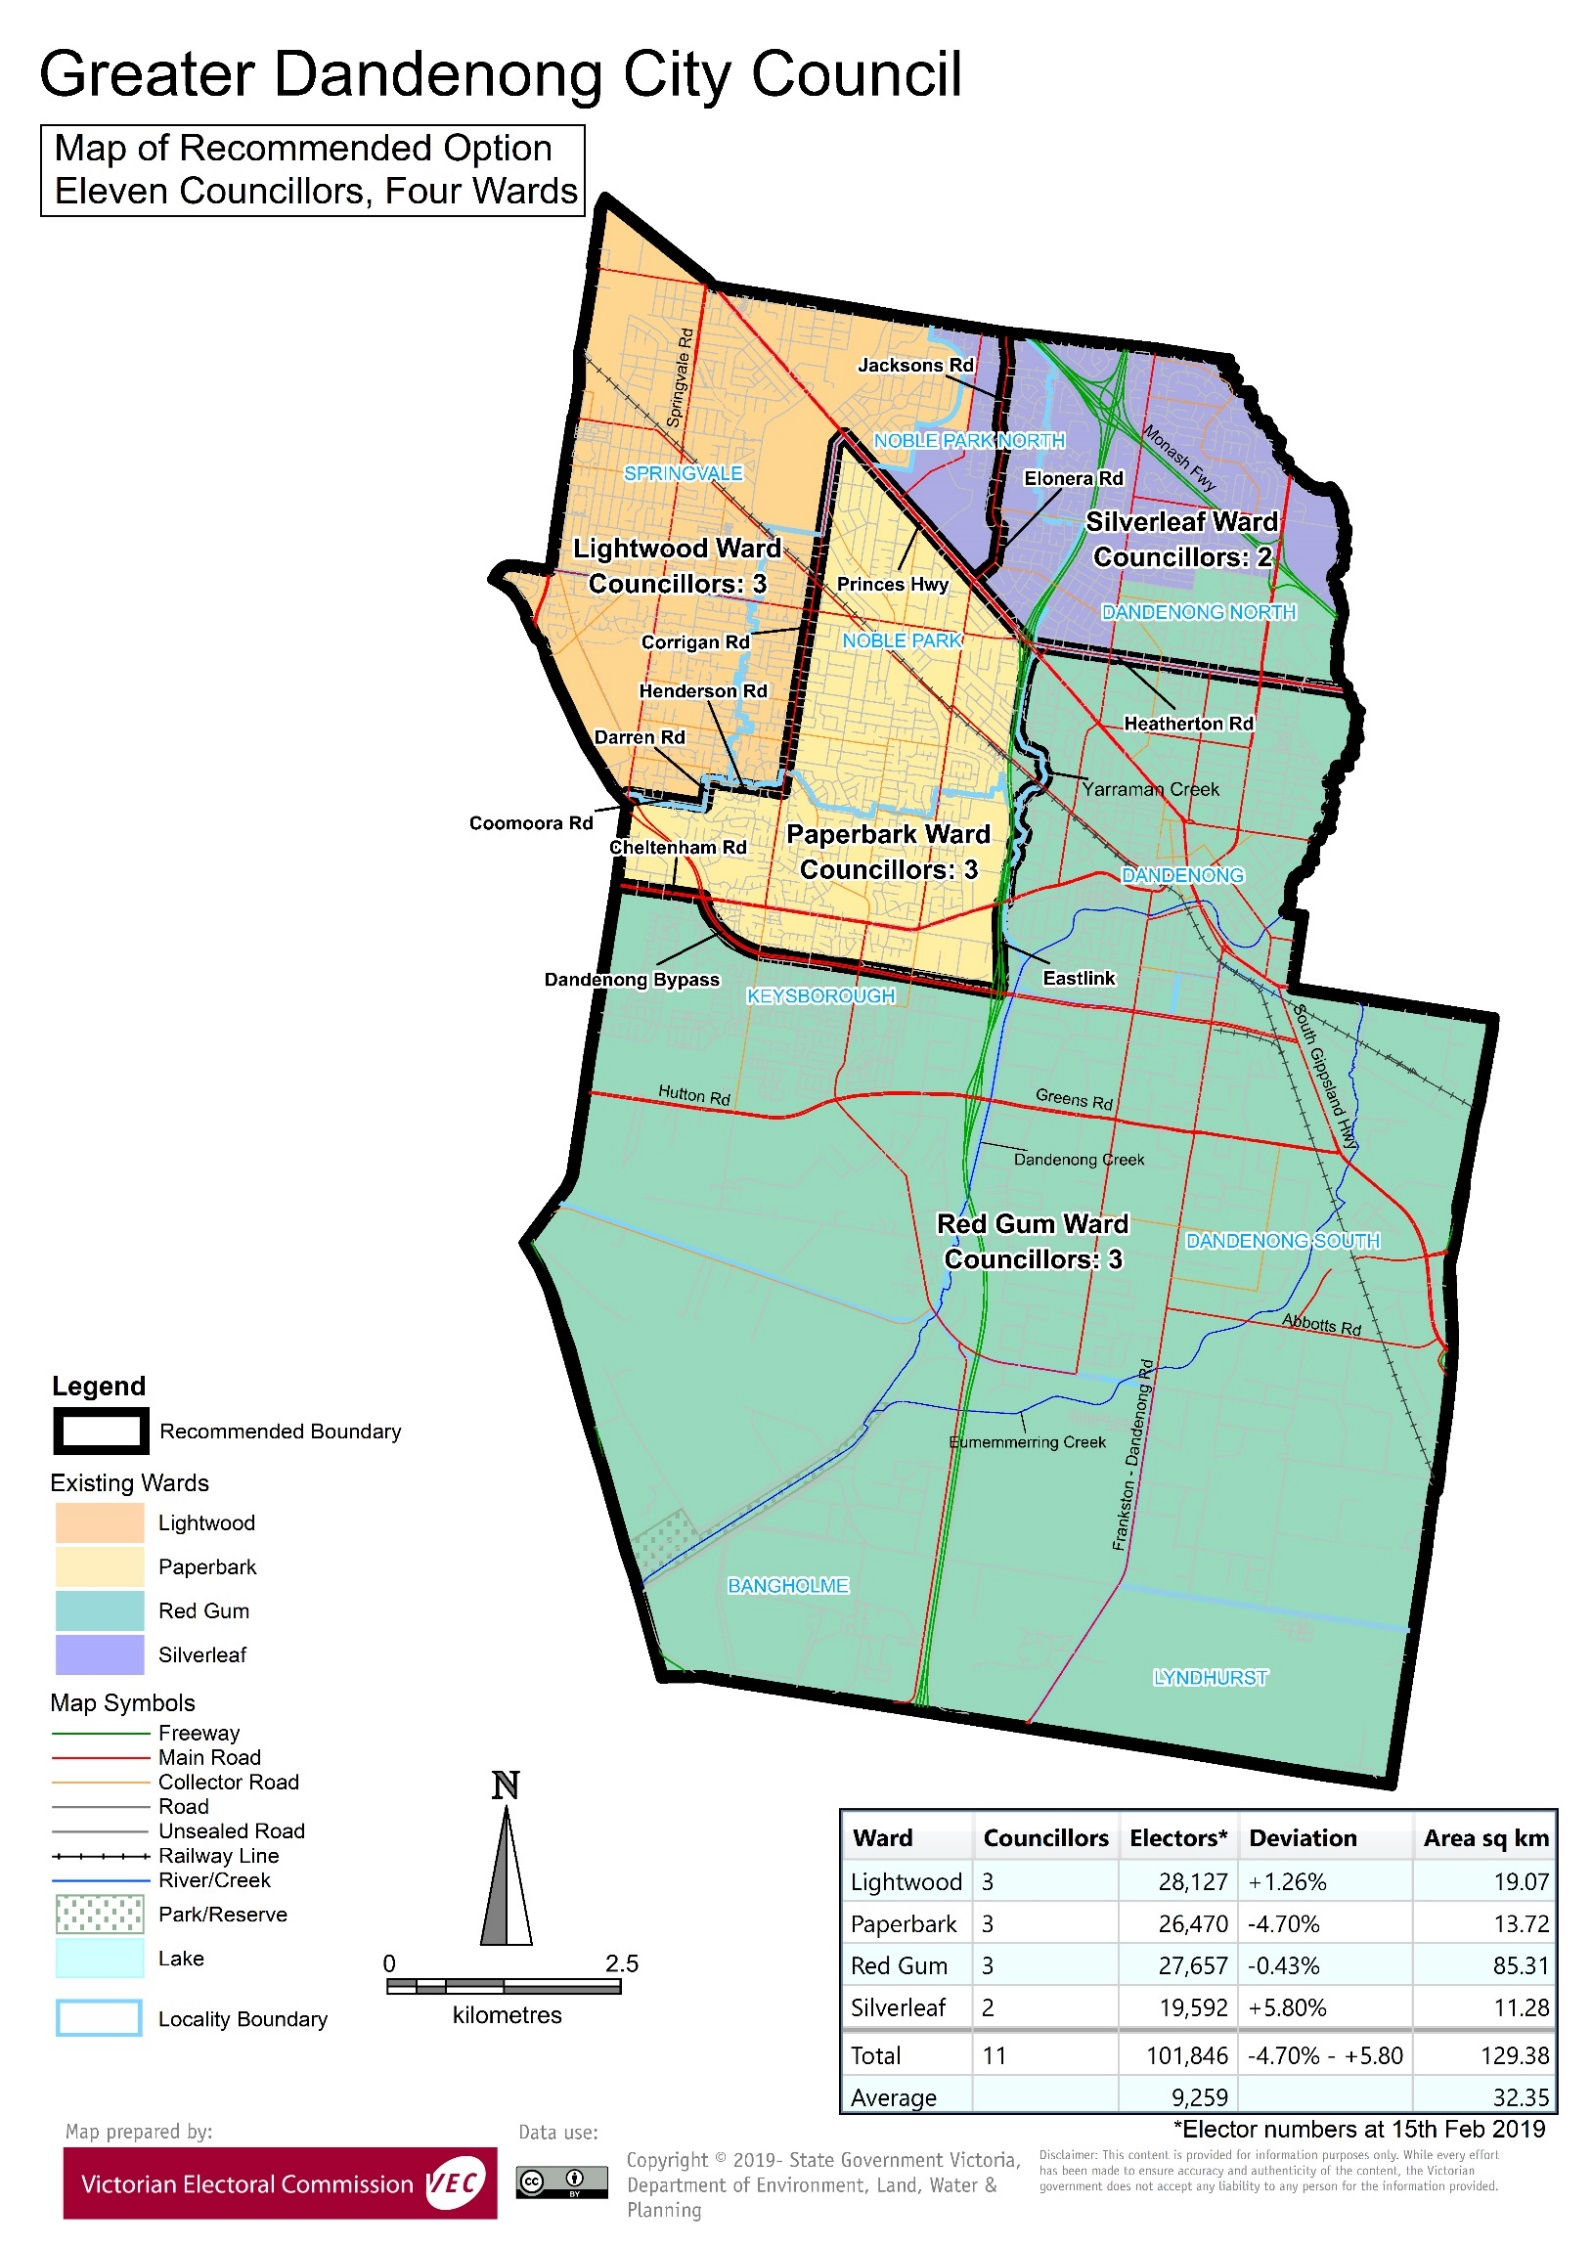 Greater Dandenong City Council
Map of Recommended Option
Eleven Councillors, Four Wards
Springvale Rd
Jacksons Rd
NOBLE PARK NORTH
Monash Fwy
SPRINGVALE
Elonera Rd
Silverleaf Ward
Councillors: 2
Lightwood Ward
Councillors: 3
Princes Hwy
DANDENONG NORTH
Corrigan Rd
NOBLE PARK
Henderson Rd
Heatherton Rd
Darren Rd
Yarraman Creek
Coomoora Rd
Paperbark Ward
Councillors: 3
Cheltenham Rd
DANDENONG
Dandenong Bypass
Eastlink
KEYSBOROUGH
South Gippsland Hwy
Hutton Rd
Greens Rd
Dandenong Creek
Red Gum Ward
Councillors: 3
DANDENONG SOUTH
Abbotts Rd
Frankston - Dandenong Rd
Eumemmerring Creek
BANGHOLME
LYNDHURST
Legend
Recommended Boundary
Existing Wards
Lightwood
Paperbark
Red Gum
Silverleaf
Map Symbols
Freeway
Main Road
Collector Road
Road
Unsealed Road
Railway Line
River/Creek
Park/Reserve
Lake
Locality Boundary
N
0 2.5
kilometres
Ward Councillors Electors* Deviation Area sq km
Lightwood 3 28,127 +1.26% 19.07
Paperbark 3 26,470 -4.70% 13.72
Red Gum 3 27,657 -0.43% 85.31
Silverleaf 2 19,592 +5.80% 11.28
Total 11 101,846 -4.70% - +5.80 129.38
Average 9,259 32.35
*Elector numbers at 15th Feb 2019
Map prepared by:
Victorian Electoral Commission VEC
Data use:
cc BY
Copyright © 2019- State Government Victoria,
Department of Environment, Land, Water &
Planning
Disclaimer: This content is provided for information purposes only. While every effort
has been made to ensure accuracy and authenticity of the content, the Victorian
government does not accept any liability to any person for the information provided.